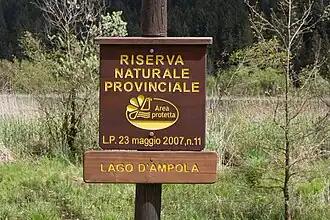 RISERVA
NATURALE
PROVINCIALE
Area
protetta
L.P. 23 maggio 2007, n.11
LAGO D'AMPOLA